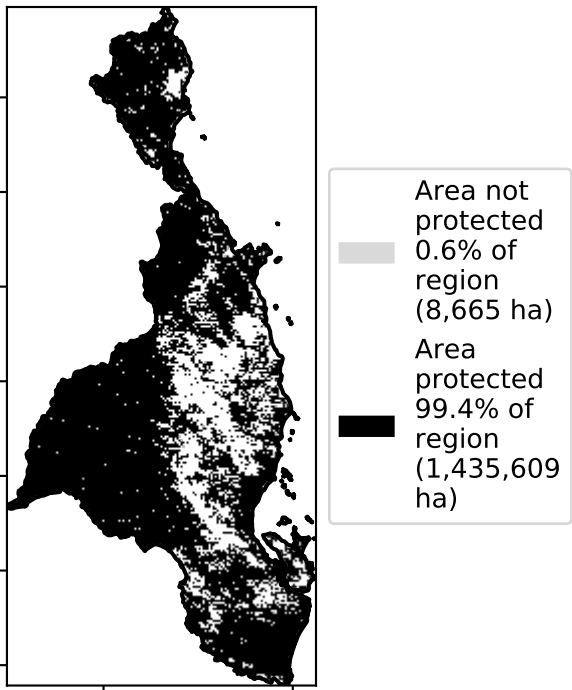 Area not
protected
0.6% of
region
(8,665 ha)
Area
protected
99.4% of
region
(1,435,609
ha)